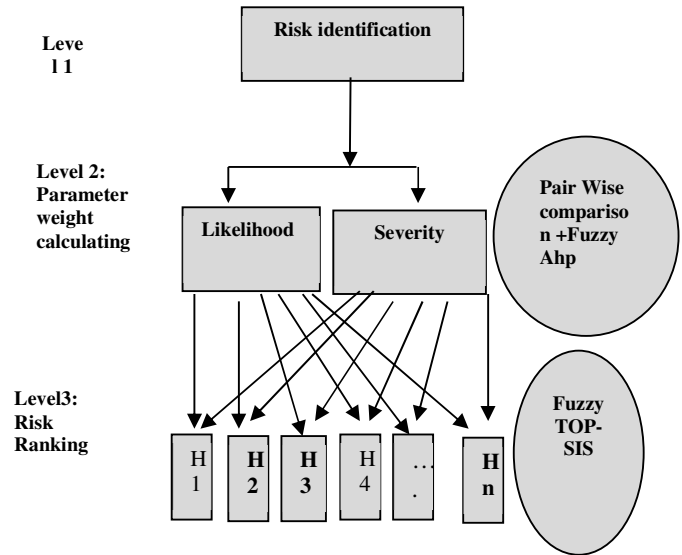 Risk identification
Leve
l 1
Level 2:
Parameter
weight
calculating
Likelihood
Severity
Pair Wise
compariso
n +Fuzzy
Ahp
Level3:
Risk
Ranking
H
1
H
2
H
3
H
4
…
.
H
n
Fuzzy
TOP-
SIS